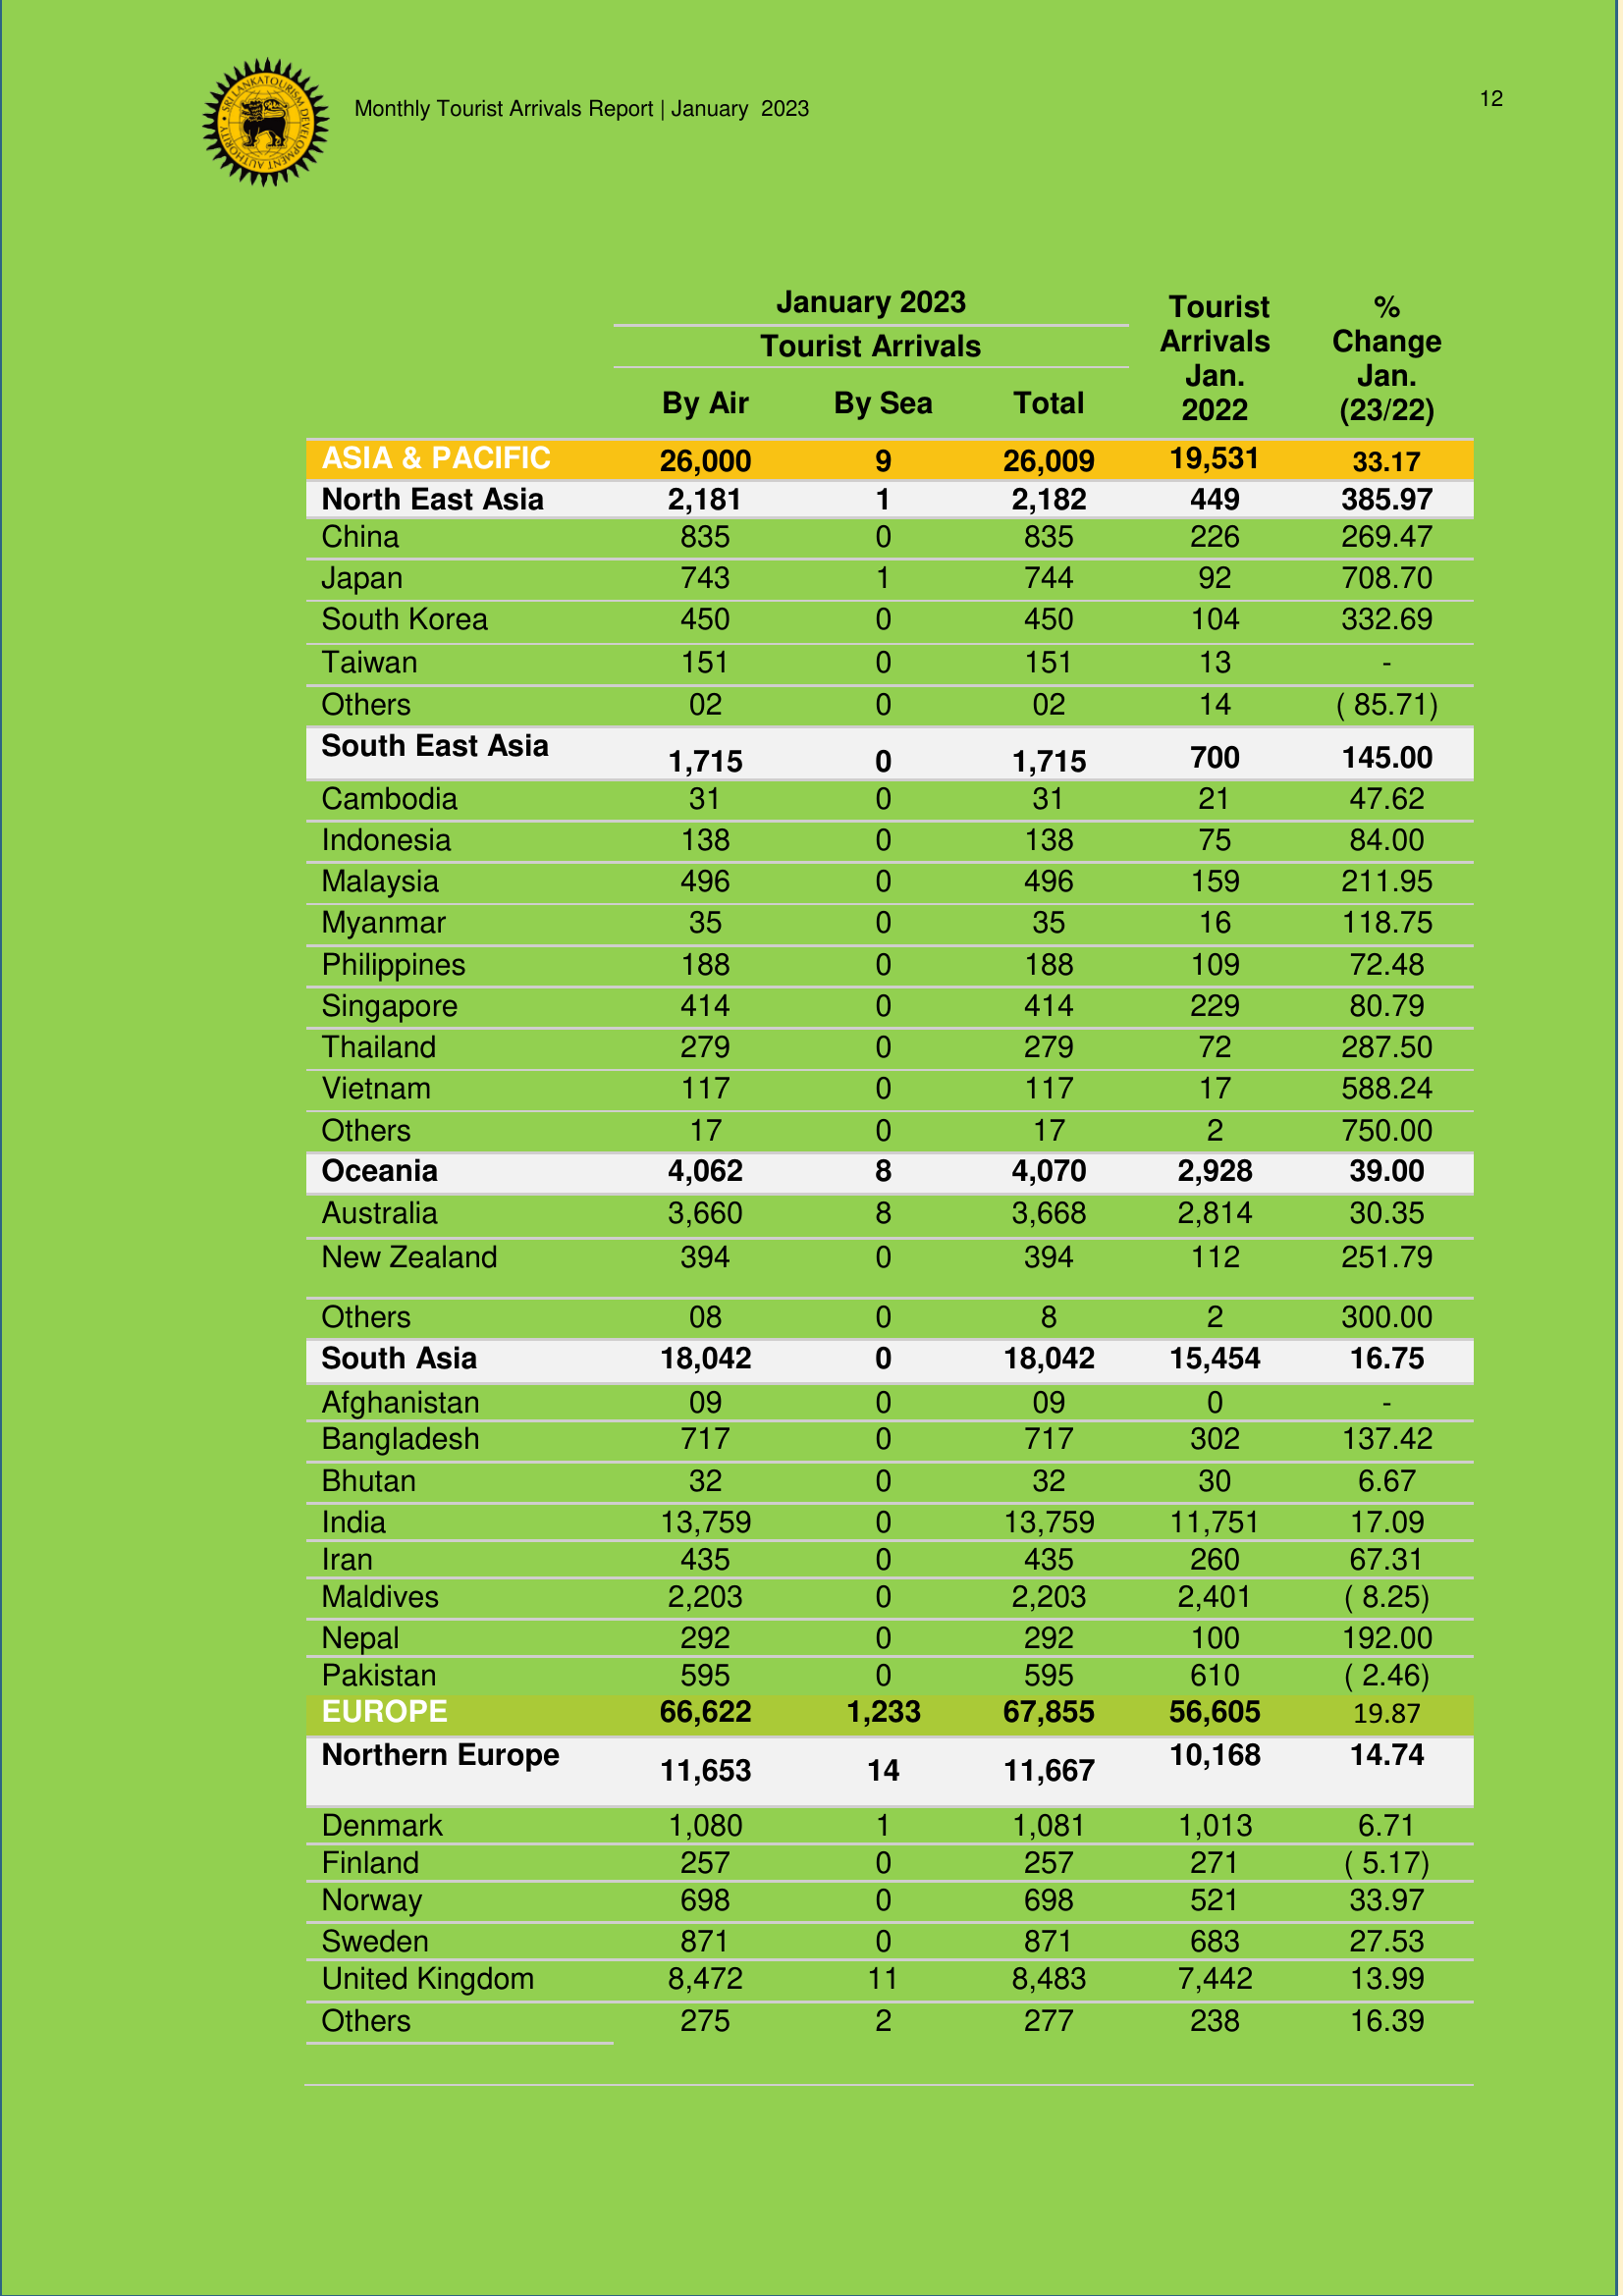 SRI LANKA TOURISM DEVELOPMENT AUTHORITY
Monthly Tourist Arrivals Report | January 2023
12
January 2023
Tourist Arrivals
By Air By Sea Total
Tourist
Arrivals
Jan.
2022
%
Change
Jan.
(23/22)
ASIA & PACIFIC 26,000 9 26,009 19,531 33.17
North East Asia 2,181 1 2,182 449 385.97
China 835 0 835 226 269.47
Japan 743 1 744 92 708.70
South Korea 450 0 450 104 332.69
Taiwan 151 0 151 13 -
Others 02 0 02 14 ( 85.71)
South East Asia 1,715 0 1,715 700 145.00
Cambodia 31 0 31 21 47.62
Indonesia 138 0 138 75 84.00
Malaysia 496 0 496 159 211.95
Myanmar 35 0 35 16 118.75
Philippines 188 0 188 109 72.48
Singapore 414 0 414 229 80.79
Thailand 279 0 279 72 287.50
Vietnam 117 0 117 17 588.24
Others 17 0 17 2 750.00
Oceania 4,062 8 4,070 2,928 39.00
Australia 3,660 8 3,668 2,814 30.35
New Zealand 394 0 394 112 251.79
Others 08 0 8 2 300.00
South Asia 18,042 0 18,042 15,454 16.75
Afghanistan 09 0 09 0 -
Bangladesh 717 0 717 302 137.42
Bhutan 32 0 32 30 6.67
India 13,759 0 13,759 11,751 17.09
Iran 435 0 435 260 67.31
Maldives 2,203 0 2,203 2,401 ( 8.25)
Nepal 292 0 292 100 192.00
Pakistan 595 0 595 610 ( 2.46)
EUROPE 66,622 1,233 67,855 56,605 19.87
Northern Europe 11,653 14 11,667 10,168 14.74
Denmark 1,080 1 1,081 1,013 6.71
Finland 257 0 257 271 ( 5.17)
Norway 698 0 698 521 33.97
Sweden 871 0 871 683 27.53
United Kingdom 8,472 11 8,483 7,442 13.99
Others 275 2 277 238 16.39